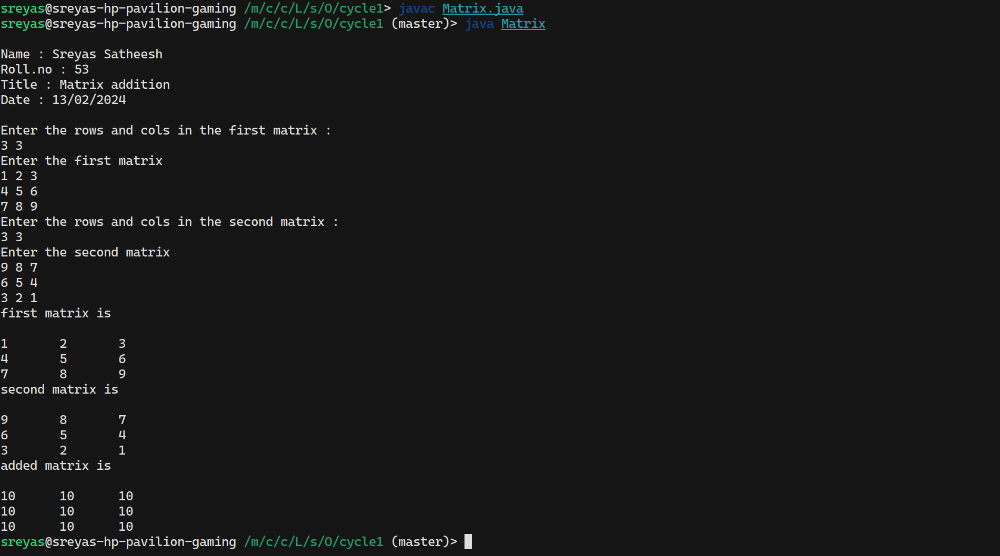 sreyas@sreyas-hp-pavilion-gaming /m/c/c/L/s/O/cycle1> javac Matrix.java
sreyas@sreyas-hp-pavilion-gaming /m/c/c/L/s/O/cycle1 (master)> java Matrix
Name : Sreyas Satheesh
Roll.no : 53
Title : Matrix addition
Date : 13/02/2024
Enter the rows and cols in the first matrix :
3 3
Enter the first matrix
1 2 3
4 5 6
7 8 9
Enter the rows and cols in the second matrix :
3 3
Enter the second matrix
9 8 7
6 5 4
3 2 1
first matrix is
1 2 3
4 5 6
7 8 9
second matrix is
9 8 7
6 5 4
3 2 1
added matrix is
10 10 10
10 10 10
10 10 10
sreyas@sreyas-hp-pavilion-gaming /m/c/c/L/s/O/cycle1 (master)>